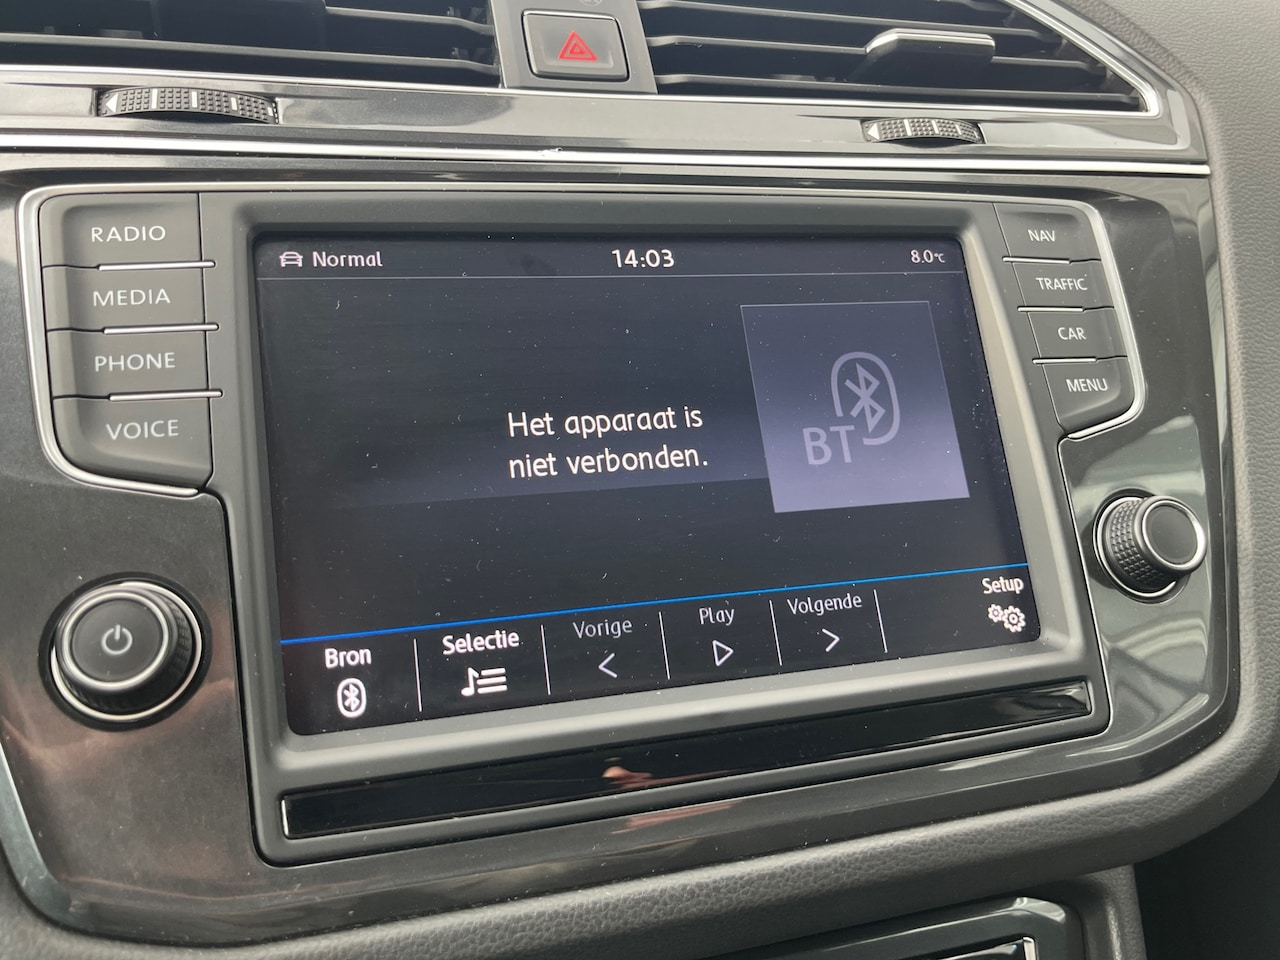 RADIO
MEDIA
PHONE
VOICE
Normal
14:03
8.0°C
Het apparaat is
niet verbonden.
BT
Bron
Selectie
Vorige
Play
Volgende
Setup
NAV
TRAFFIC
CAR
MENU